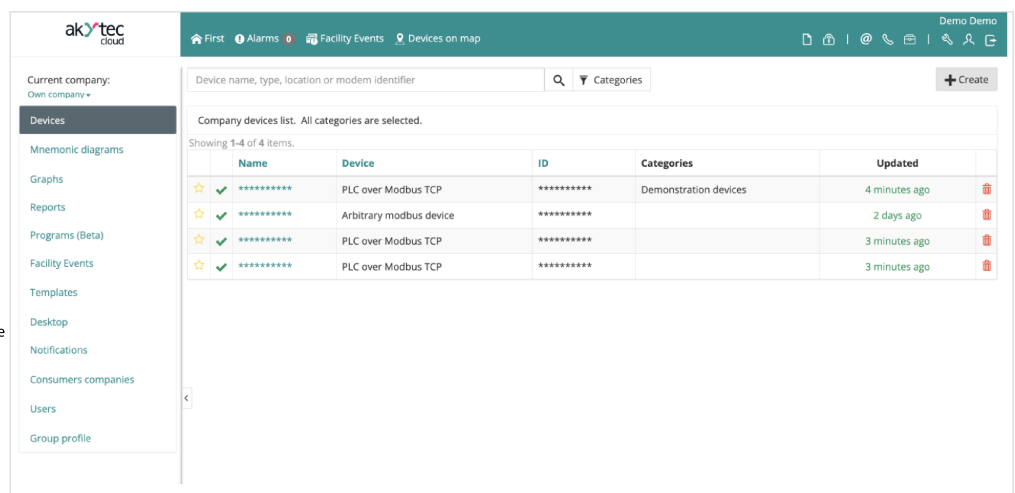 akYtec
cloud
Demo Demo
First Alarms 0 Facility Events Devices on map
Current company:
Own company
Device name, type, location or modem identifier
Categories
Create
Devices
Mnemonic diagrams
Graphs
Reports
Programs (Beta)
Facility Events
Templates
Desktop
Notifications
Consumers companies
Users
Group profile
Company devices list. All categories are selected.
Showing 1-4 of 4 items.
Name Device ID Categories Updated
********** PLC over Modbus TCP ********** Demonstration devices 4 minutes ago
********** Arbitrary modbus device ********** 2 days ago
********** PLC over Modbus TCP ********** 3 minutes ago
********** PLC over Modbus TCP ********** 3 minutes ago
e